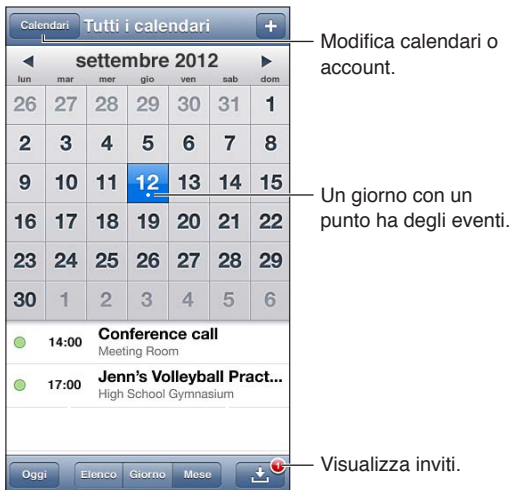 Calendari Tutti i calendari +
Modifica calendari o
account.
settembre 2012
lun mar mer gio ven sab dom
26 27 28 29 30 31 1
2 3 4 5 6 7 8
9 10 11 12 13 14 15
Un giorno con un
punto ha degli eventi.
16 17 18 19 20 21 22
23 24 25 26 27 28 29
30 1 2 3 4 5 6
14:00 Conference call
Meeting Room
17:00 Jenn's Volleyball Pract...
High School Gymnasium
Oggi Elenco Giorno Mese 1
Visualizza inviti.